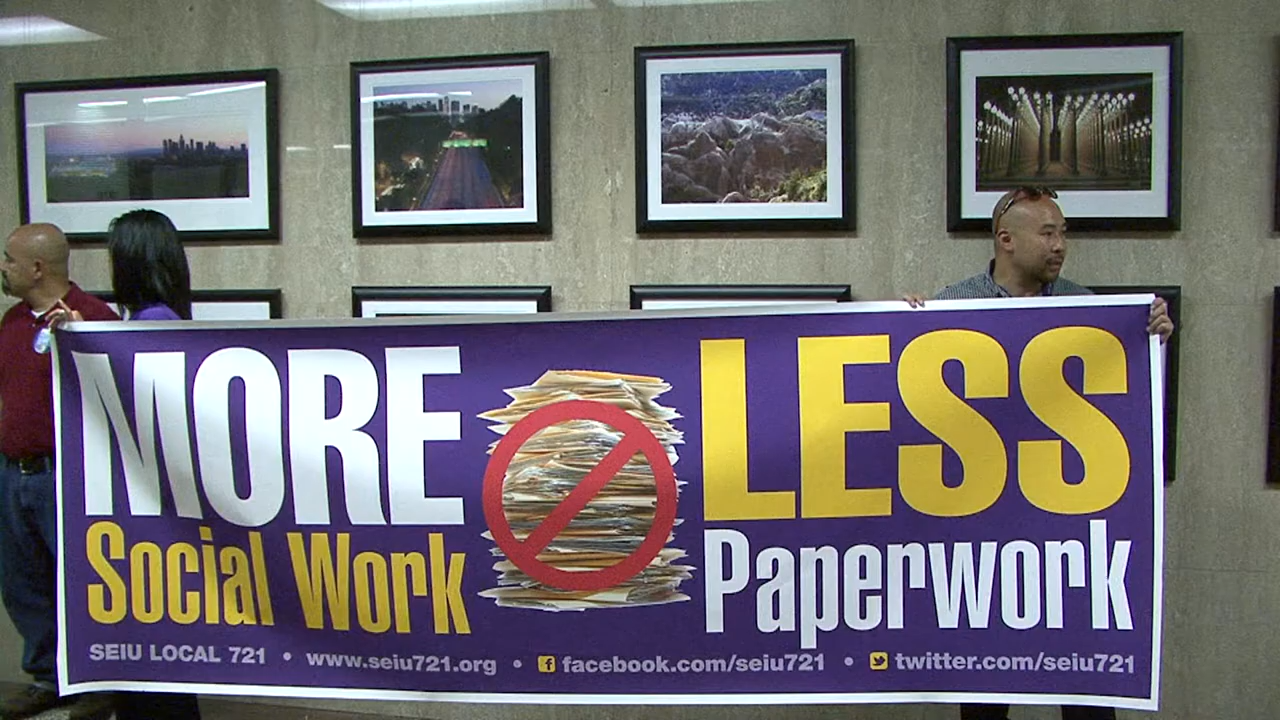 MORE LESS
Social Work Paperwork
SEIU LOCAL 721 • www.seiu721.org • facebook.com/seiu721 • twitter.com/seiu721